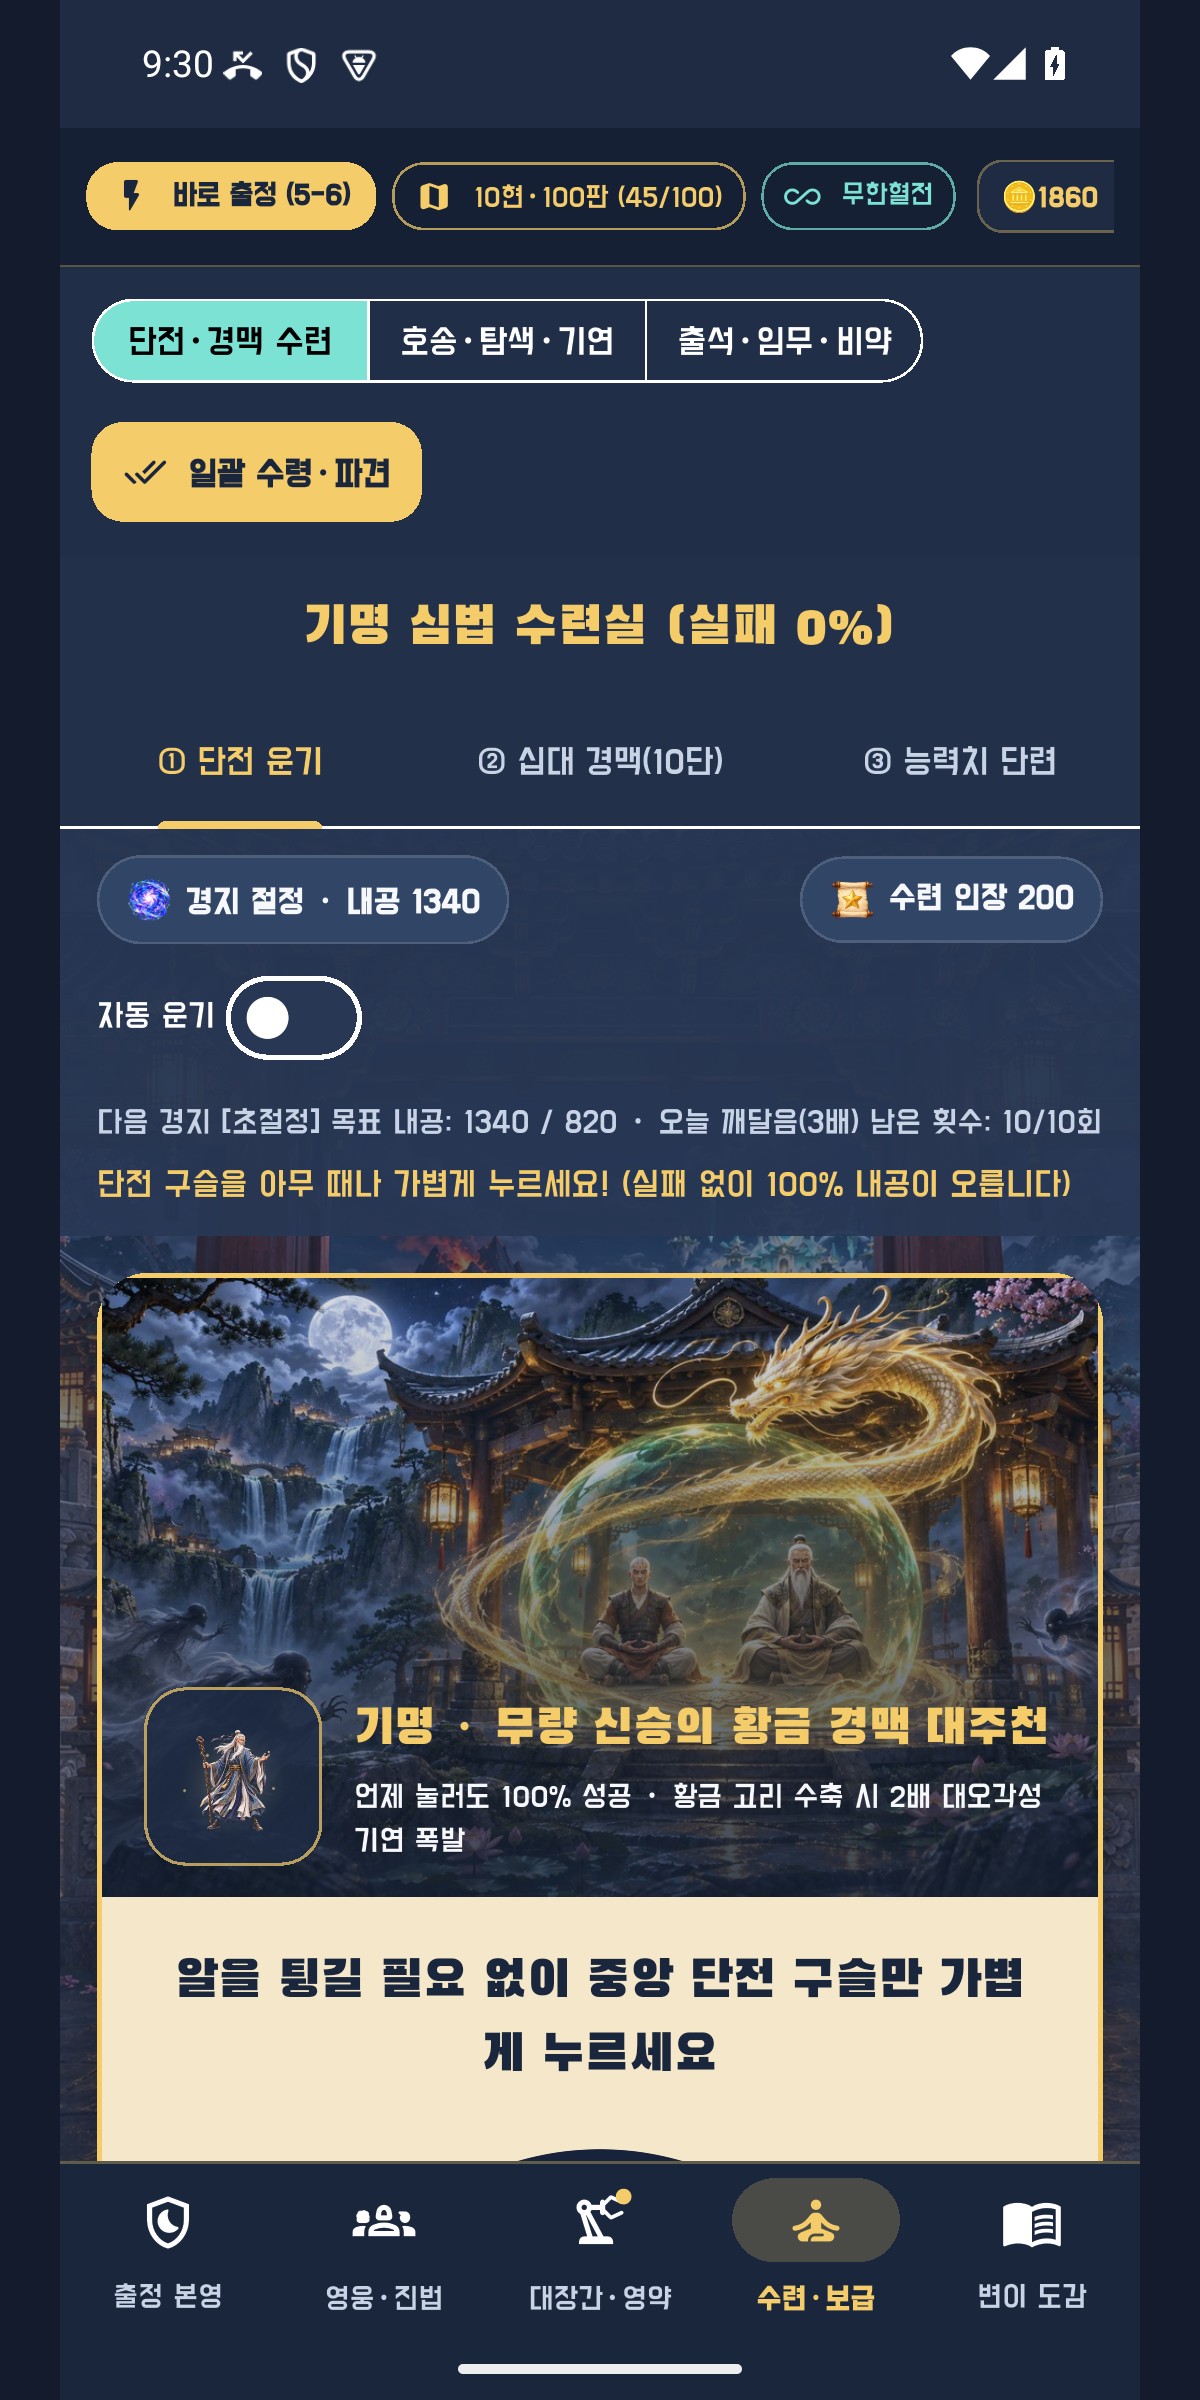 9:30
바로 출정 (5-6)
10현·100판 (45/100)
무한혈전
1860
단전·경맥 수련
호송·탐색·기연
출석·임무·비약
일괄 수령·파견
기명 심법 수련실 (실패 0%)
① 단전 운기
② 십대 경맥(10단)
③ 능력치 단련
경지 절정 · 내공 1340
수련 인장 200
자동 운기
다음 경지 [초절정] 목표 내공: 1340 / 820 · 오늘 깨달음(3배) 남은 횟수: 10/10회
단전 구슬을 아무 때나 가볍게 누르세요! (실패 없이 100% 내공이 오릅니다)
기명 · 무량 신승의 황금 경맥 대주천
언제 눌러도 100% 성공 · 황금 고리 수축 시 2배 대오각성
기연 폭발
알을 튕길 필요 없이 중앙 단전 구슬만 가볍
게 누르세요
출정 본영
영웅·진법
대장간·영약
수련·보급
변이 도감